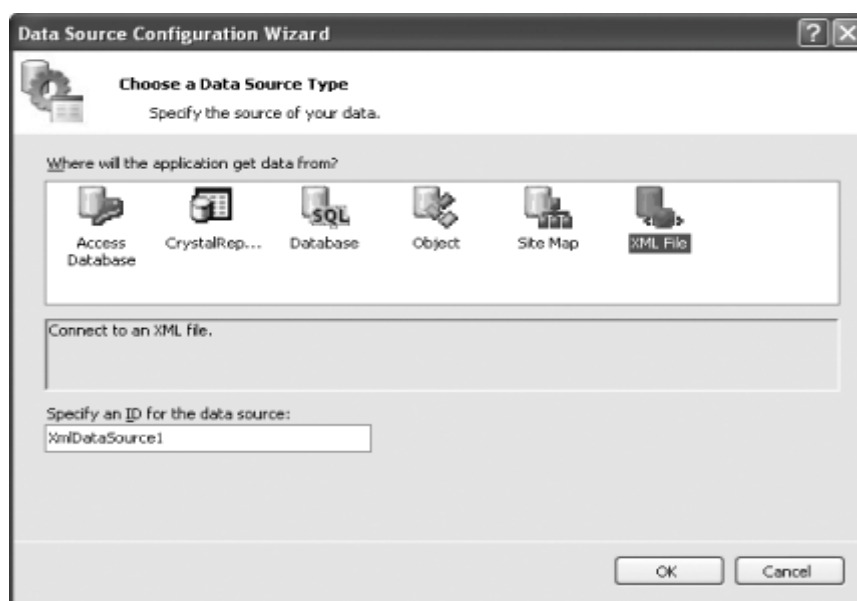 Data Source Configuration Wizard
Choose a Data Source Type
Specify the source of your data.
Where will the application get data from?
Access Database
CrystalRep...
Database
Object
Site Map
XML File
Connect to an XML file.
Specify an ID for the data source:
XmlDataSource1
OK
Cancel